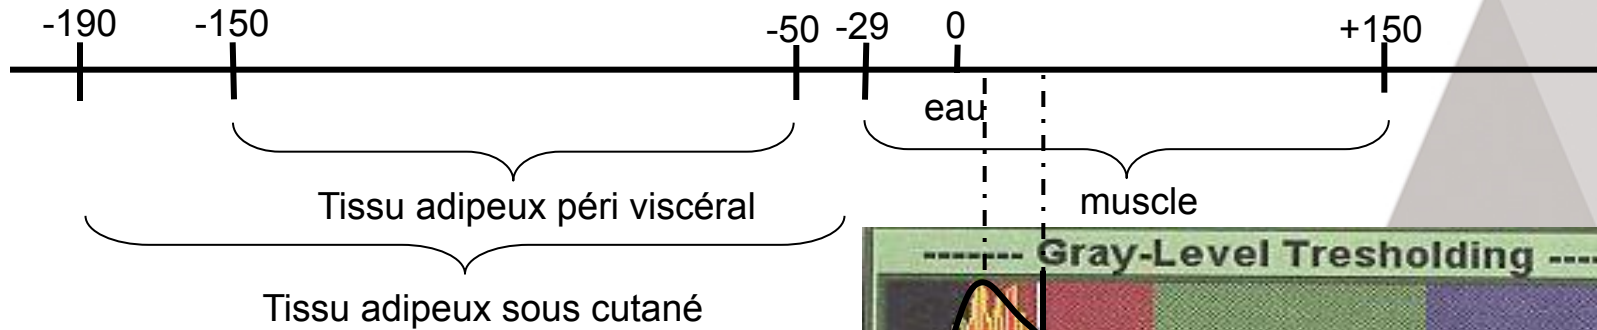 -190 -150 -50 -29 0 +150
eau
Tissu adipeux péri viscéral
muscle
------- Gray-Level Tresholding ----
Tissu adipeux sous cutané